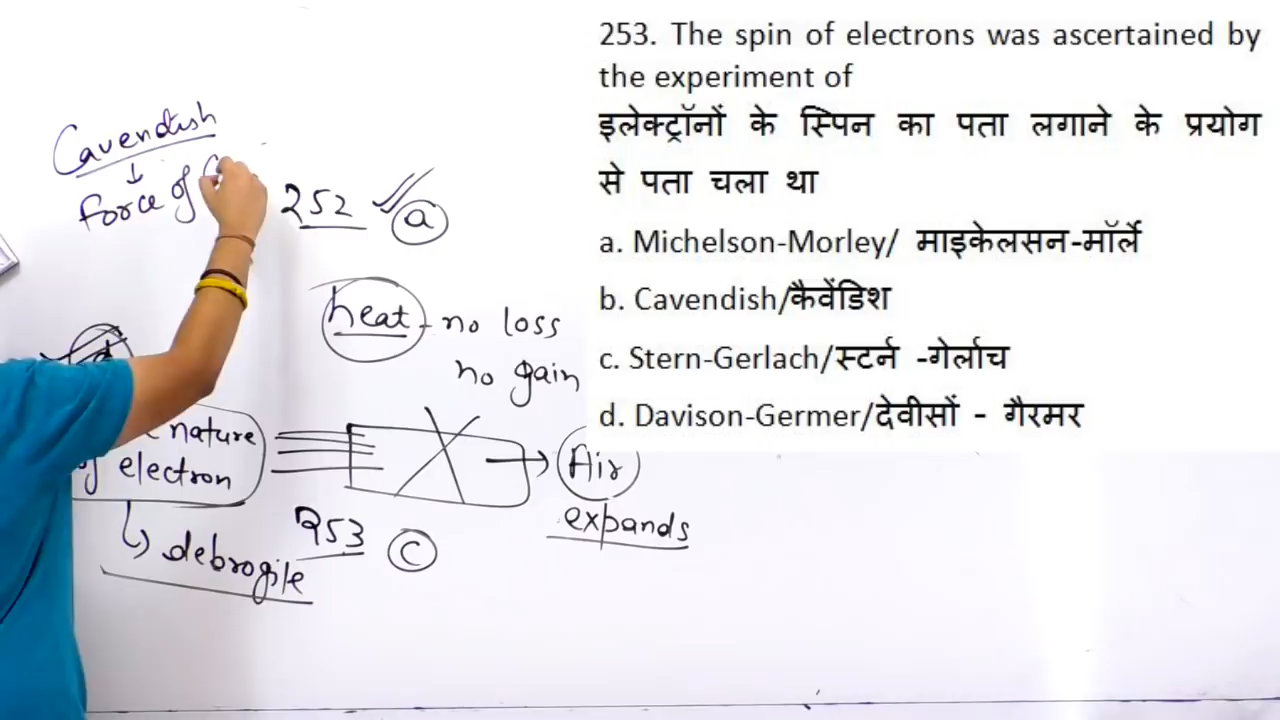 253. The spin of electrons was ascertained by
the experiment of
इलेक्ट्रॉनों के स्पिन का पता लगाने के प्रयोग
से पता चला था
a. Michelson-Morley/ माइकेलसन-मॉर्ले
b. Cavendish/कैवेंडिश
c. Stern-Gerlach/स्टर्न -गेर्लाच
d. Davison-Germer/देवीसों - गैरमर
Cavendish
↓
force of
252 a
heat - no loss
no gain
nature
of electron
debrogile
253 c
Air
expands